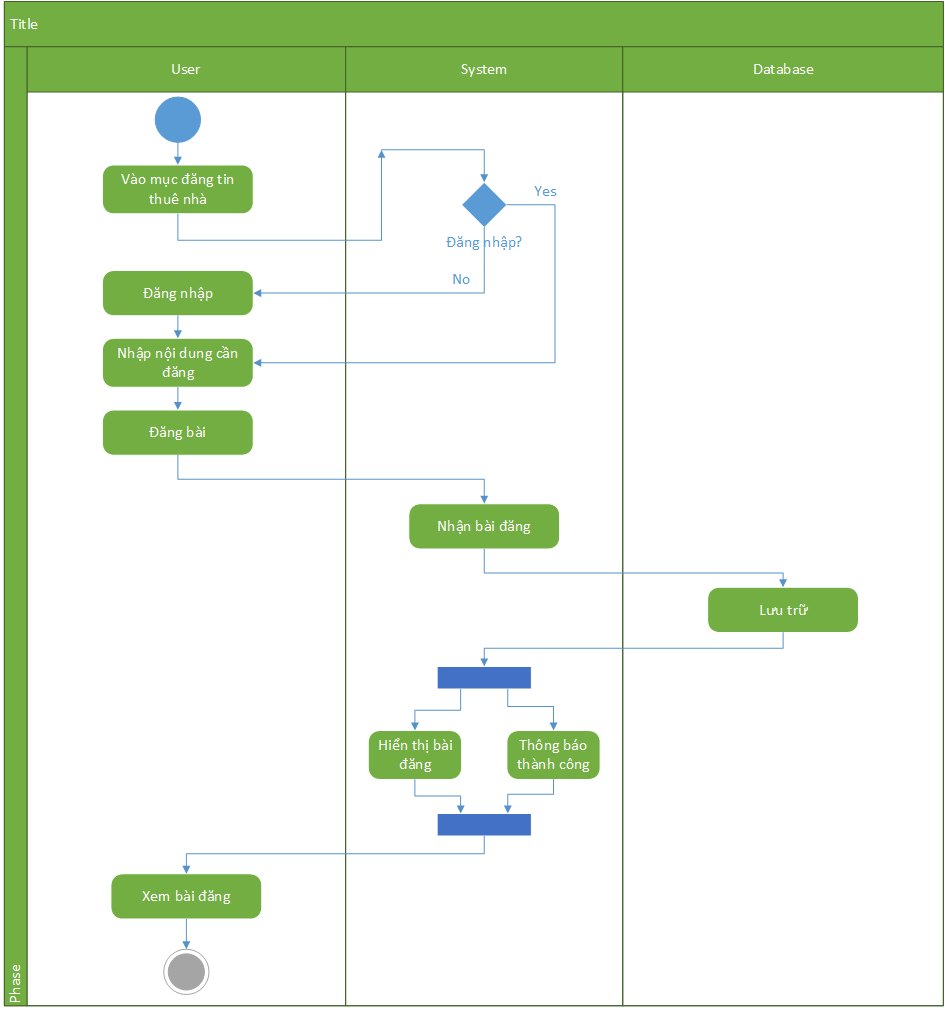 Title
User
System
Database
Vào mục đăng tin
thuê nhà
Yes
Đăng nhập?
No
Đăng nhập
Nhập nội dung cần
đăng
Đăng bài
Nhận bài đăng
Lưu trữ
Hiển thị bài
đăng
Thông báo
thành công
Xem bài đăng
Phase